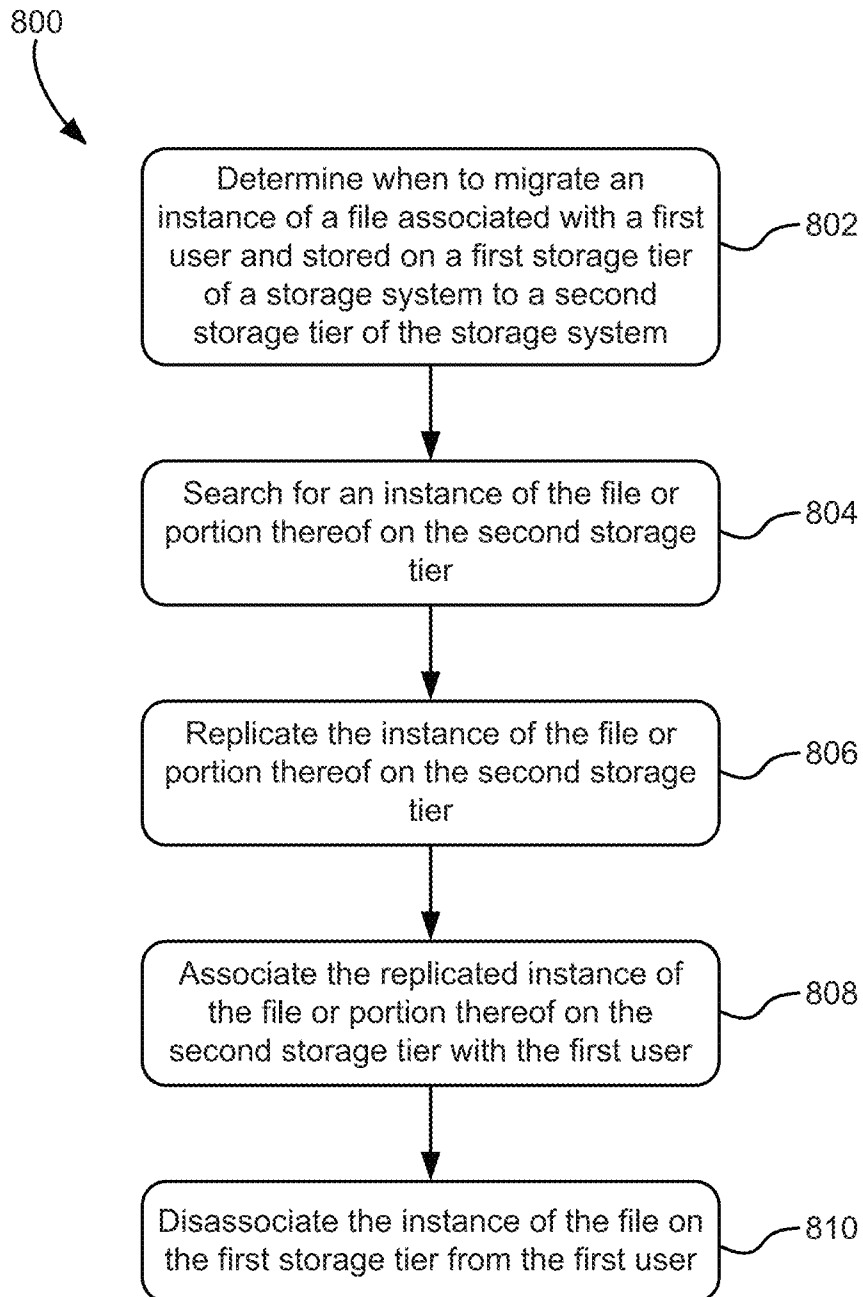 800
Determine when to migrate an
instance of a file associated with a first
user and stored on a first storage tier
of a storage system to a second
storage tier of the storage system
802
Search for an instance of the file or
portion thereof on the second storage
tier
804
Replicate the instance of the file or
portion thereof on the second storage
tier
806
Associate the replicated instance of
the file or portion thereof on the
second storage tier with the first user
808
Disassociate the instance of the file on
the first storage tier from the first user
810